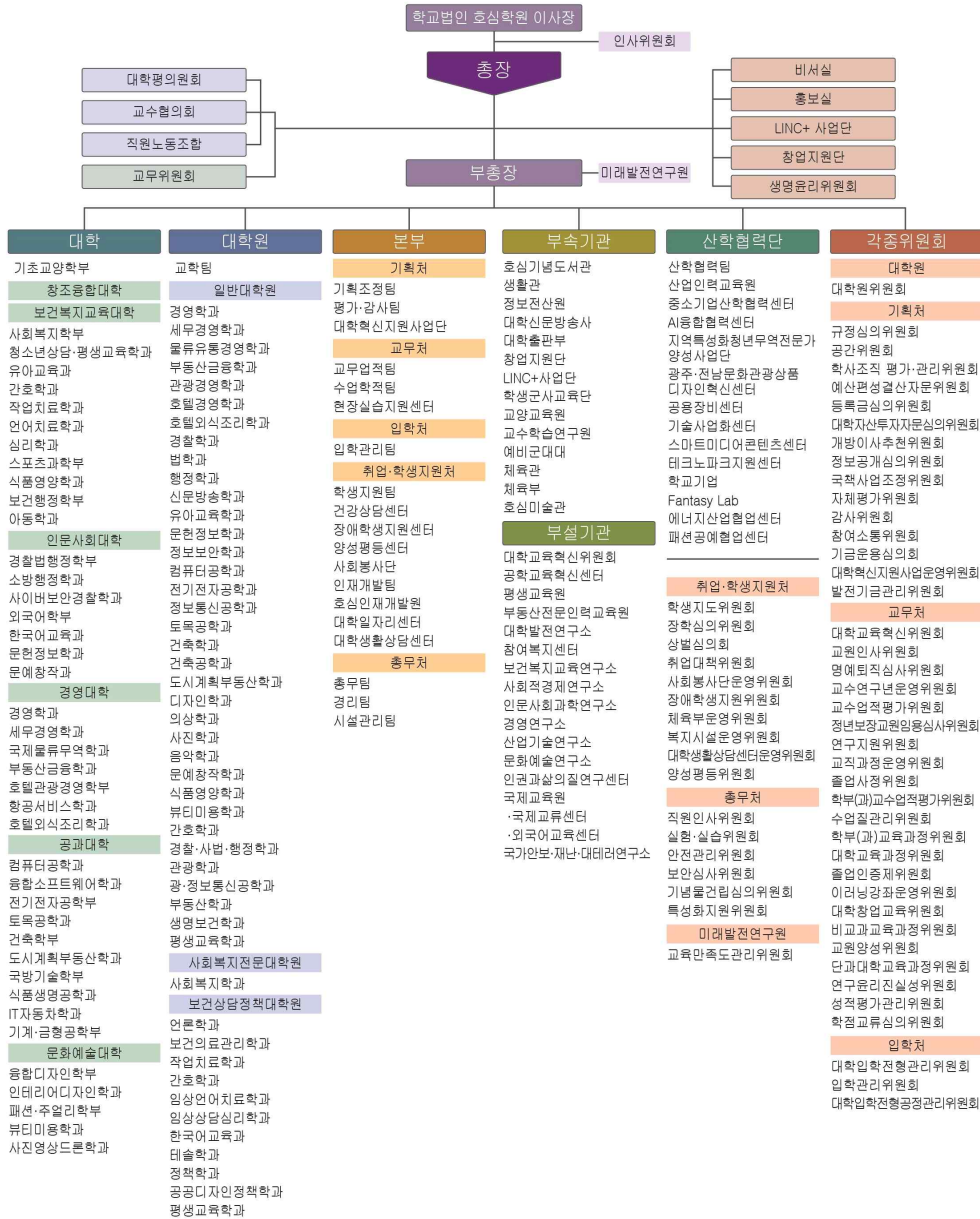 학교법인 호심학원 이사장
인사위원회
총장
대학평의원회
교수협의회
직원노동조합
교무위원회
비서실
홍보실
LINC+ 사업단
창업지원단
생명윤리위원회
부총장
미래발전연구원
대학
기초교양학부
창조융합대학
보건복지교육대학
사회복지학부
청소년상담·평생교육학과
유아교육과
간호학과
작업치료학과
언어치료학과
심리학과
스포츠과학부
식품영양학과
보건행정학부
아동학과
인문사회대학
경찰법행정학부
소방행정학과
사이버보안경찰학과
외국어학부
한국어교육과
문헌정보학과
문예창작과
경영대학
경영학과
세무경영학과
국제물류무역학과
부동산금융학과
호텔관광경영학부
항공서비스학과
호텔외식조리학과
공과대학
컴퓨터공학과
융합소프트웨어학과
전기전자공학부
토목공학과
건축학부
도시계획부동산학과
국방기술학부
식품생명공학과
IT자동차학과
기계·금형공학부
문화예술대학
융합디자인학부
인테리어디자인학과
패션·주얼리학부
뷰티미용학과
사진영상드론학과
대학원
교학팀
일반대학원
경영학과
세무경영학과
물류유통경영학과
부동산금융학과
관광경영학과
호텔경영학과
호텔외식조리학과
경찰학과
법학과
행정학과
신문방송학과
유아교육학과
문헌정보학과
정보보안학과
컴퓨터공학과
전기전자공학과
정보통신공학과
토목공학과
건축학과
건축공학과
도시계획부동산학과
디자인학과
의상학과
사진학과
음악학과
문예창작학과
식품영양학과
뷰티미용학과
간호학과
경찰·사법·행정학과
관광학과
광·정보통신공학과
부동산학과
생명보건학과
평생교육학과
사회복지전문대학원
사회복지학과
보건상담정책대학원
언론학과
보건의료관리학과
작업치료학과
간호학과
임상언어치료학과
임상상담심리학과
한국어교육과
테솔학과
정책학과
공공디자인정책학과
평생교육학과
본부
기획처
기획조정팀
평가·감사팀
대학혁신지원사업단
교무처
교무업적팀
수업학적팀
현장실습지원센터
입학처
입학관리팀
취업·학생지원처
학생지원팀
건강상담센터
장애학생지원센터
양성평등센터
사회봉사단
인재개발팀
호심인재개발원
대학일자리센터
대학생활상담센터
총무처
총무팀
경리팀
시설관리팀
부속기관
호심기념도서관
생활관
정보전산원
대학신문방송사
대학출판부
창업지원단
LINC+사업단
학생군사교육단
교양교육원
교수학습연구원
예비군대대
체육관
체육부
호심미술관
부설기관
대학교육혁신위원회
공학교육혁신센터
평생교육원
부동산전문인력교육원
대학발전연구소
참여복지센터
보건복지교육연구소
사회적경제연구소
인문사회과학연구소
경영연구소
산업기술연구소
문화예술연구소
인권과삶의질연구센터
국제교육원
·국제교류센터
·외국어교육센터
국가안보·재난·대테러연구소
산학협력단
산학협력팀
산업인력교육원
중소기업산학협력센터
AI융합협력센터
지역특성화청년무역전문가
양성사업단
광주·전남문화관광상품
디자인혁신센터
공용장비센터
기술사업화센터
스마트미디어콘텐츠센터
테크노파크지원센터
학교기업
Fantasy Lab
에너지산업협업센터
패션공예협업센터
취업·학생지원처
학생지도위원회
장학심의위원회
상벌심의회
취업대책위원회
사회봉사단운영위원회
장애학생지원위원회
체육부운영위원회
복지시설운영위원회
대학생활상담센터운영위원회
양성평등위원회
총무처
직원인사위원회
실험·실습위원회
안전관리위원회
보안심사위원회
기념물건립심의위원회
특성화지원위원회
미래발전연구원
교육만족도관리위원회
각종위원회
대학원
대학원위원회
기획처
규정심의위원회
공간위원회
학사조직 평가·관리위원회
예산편성결산자문위원회
등록금심의위원회
대학자산투자자문심의위원회
개방이사추천위원회
정보공개심의위원회
국책사업조정위원회
자체평가위원회
감사위원회
참여소통위원회
기금운용심의회
대학혁신지원사업운영위원회
발전기금관리위원회
교무처
대학교육혁신위원회
교원인사위원회
명예퇴직심사위원회
교수연구년운영위원회
교수업적평가위원회
정년보장교원임용심사위원회
연구지원위원회
교직과정운영위원회
졸업사정위원회
학부(과)교수업적평가위원회
수업질관리위원회
학부(과)교육과정위원회
대학교육과정위원회
졸업인증제위원회
이러닝강좌운영위원회
대학창업교육위원회
비교과교육과정위원회
교원양성위원회
단과대학교육과정위원회
연구윤리진실성위원회
성적평가관리위원회
학점교류심의위원회
입학처
대학입학전형관리위원회
입학관리위원회
대학입학전형공정관리위원회